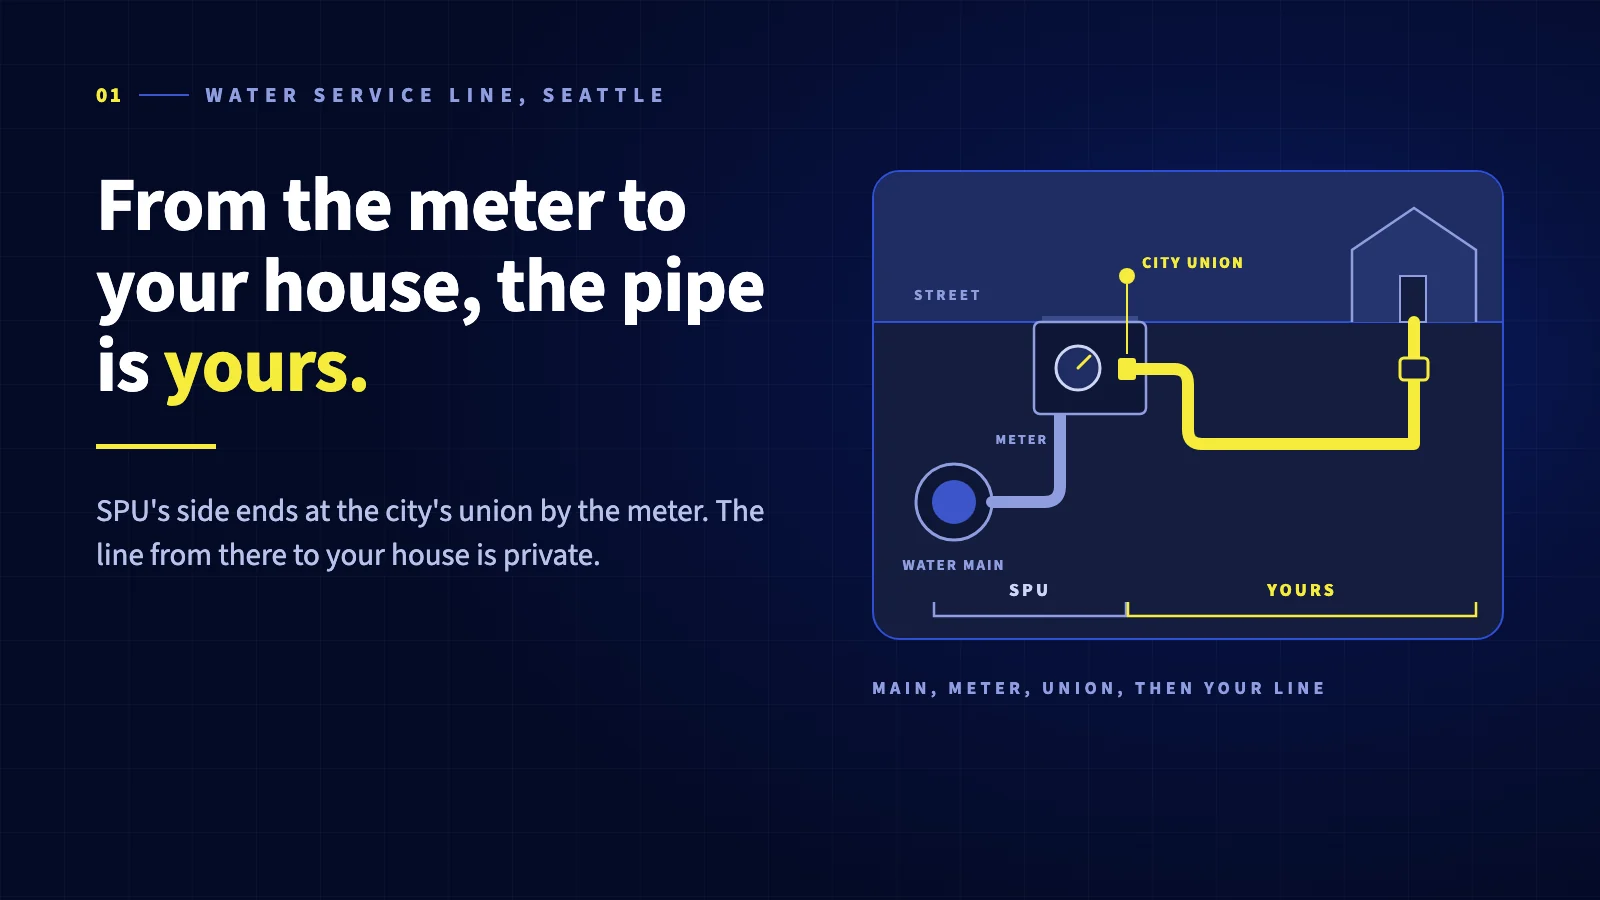 01 WATER SERVICE LINE, SEATTLE
From the meter to
your house, the pipe
is yours.
SPU's side ends at the city's union by the meter. The
line from there to your house is private.
CITY UNION
STREET
METER
WATER MAIN
SPU
YOURS
MAIN, METER, UNION, THEN YOUR LINE